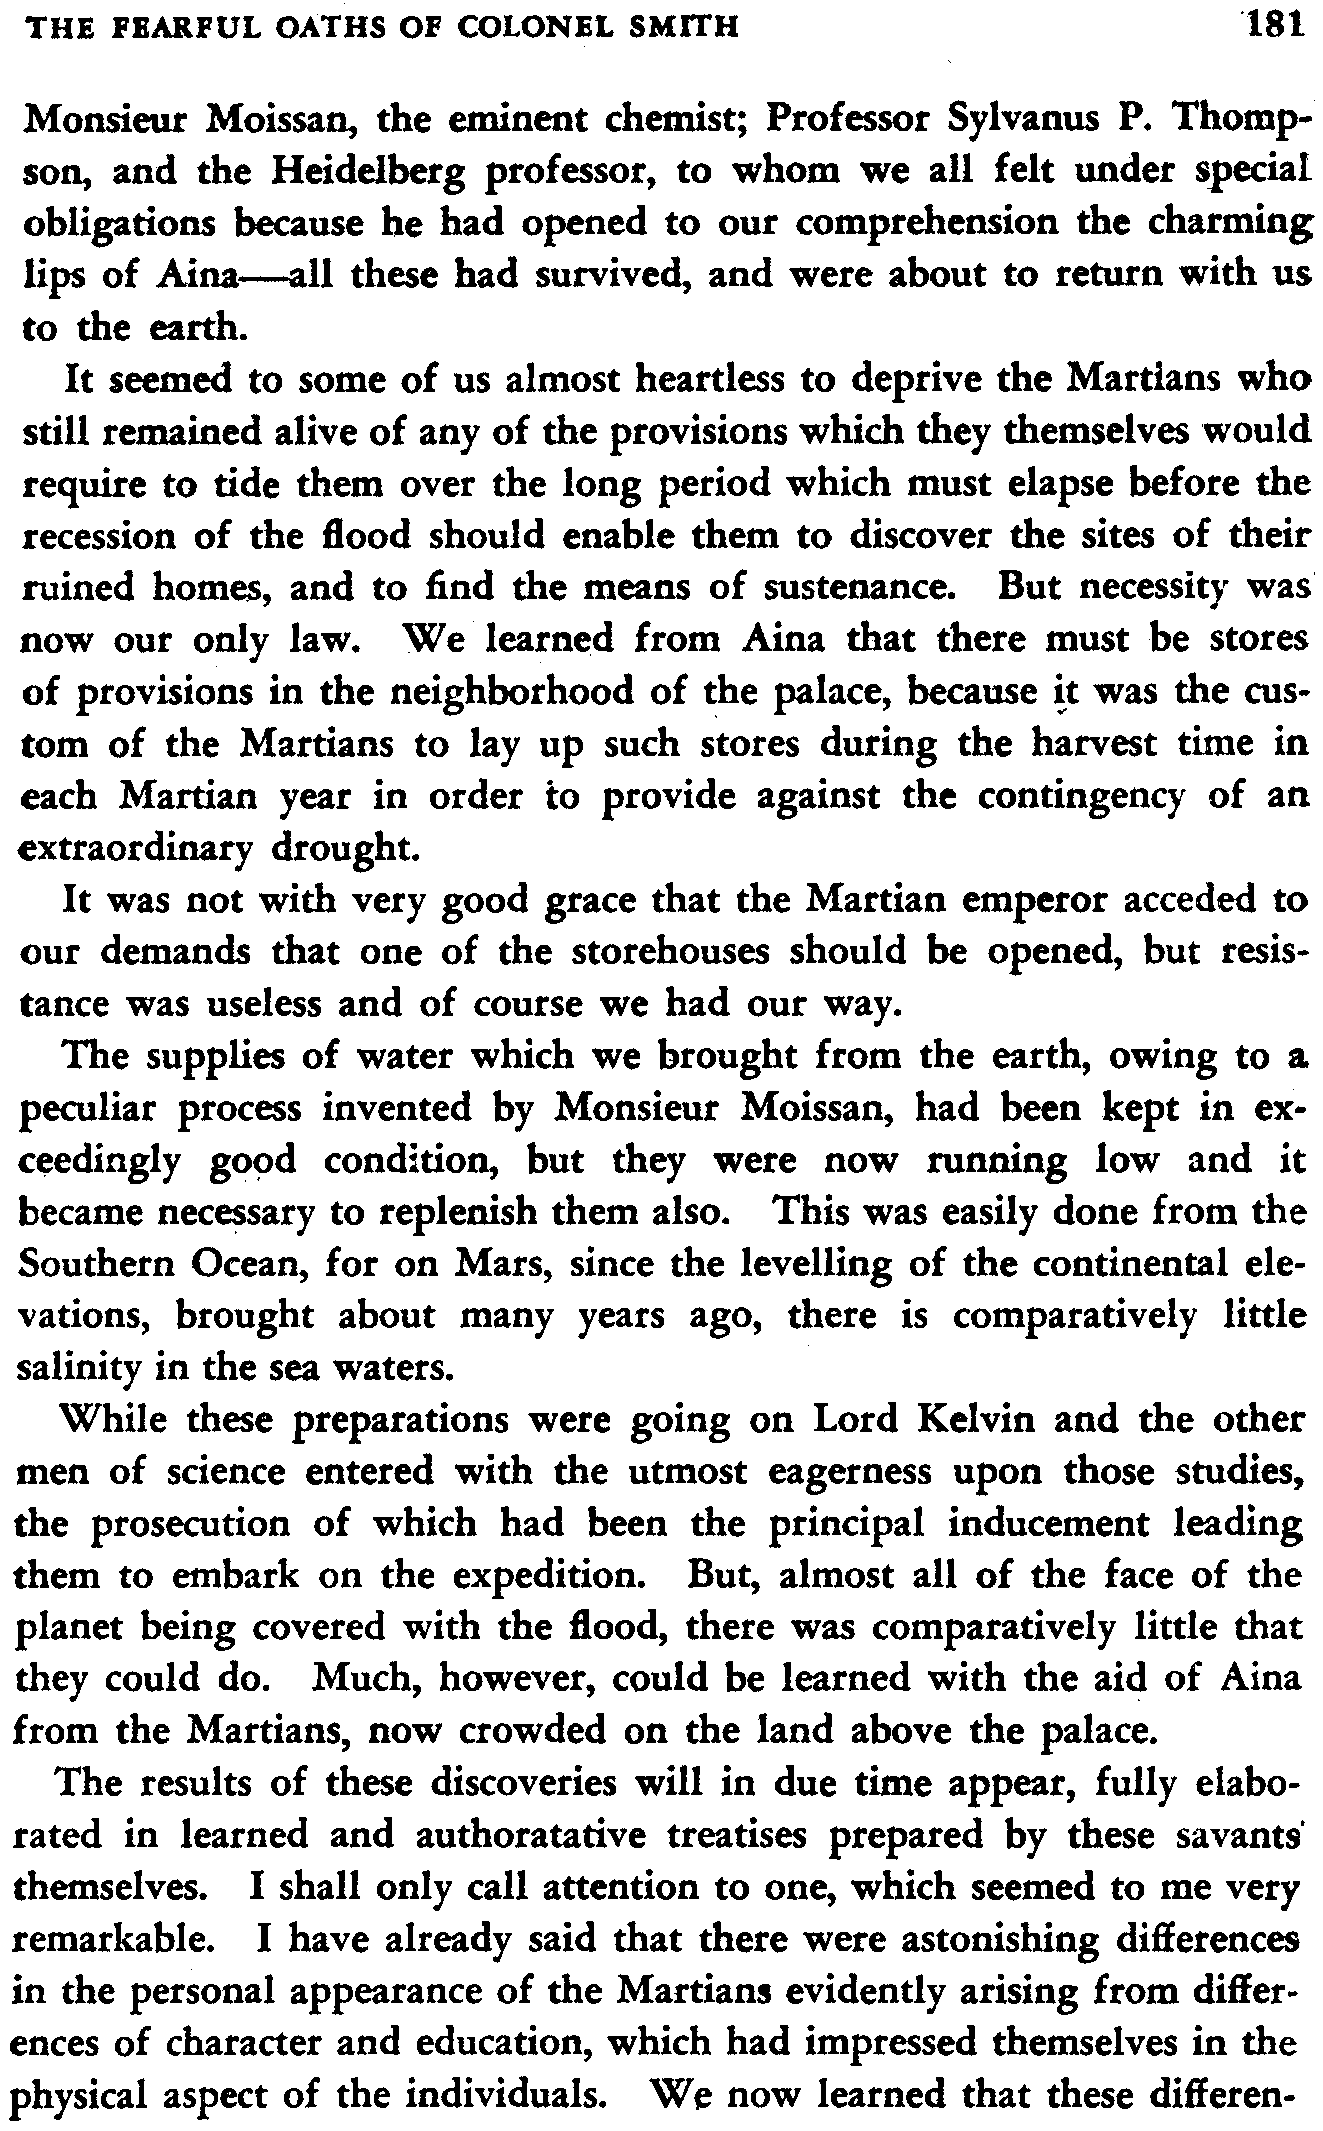 THE FEARFUL OATHS OF COLONEL SMITH 181
Monsieur Moissan, the eminent chemist; Professor Sylvanus P. Thomp-
son, and the Heidelberg professor, to whom we all felt under special
obligations because he had opened to our comprehension the charming
lips of Aina—all these had survived, and were about to return with us
to the earth.
It seemed to some of us almost heartless to deprive the Martians who
still remained alive of any of the provisions which they themselves would
require to tide them over the long period which must elapse before the
recession of the flood should enable them to discover the sites of their
ruined homes, and to find the means of sustenance. But necessity was
now our only law. We learned from Aina that there must be stores
of provisions in the neighborhood of the palace, because it was the cus-
tom of the Martians to lay up such stores during the harvest time in
each Martian year in order to provide against the contingency of an
extraordinary drought.
It was not with very good grace that the Martian emperor acceded to
our demands that one of the storehouses should be opened, but resis-
tance was useless and of course we had our way.
The supplies of water which we brought from the earth, owing to a
peculiar process invented by Monsieur Moissan, had been kept in ex-
ceedingly good condition, but they were now running low and it
became necessary to replenish them also. This was easily done from the
Southern Ocean, for on Mars, since the levelling of the continental ele-
vations, brought about many years ago, there is comparatively little
salinity in the sea waters.
While these preparations were going on Lord Kelvin and the other
men of science entered with the utmost eagerness upon those studies,
the prosecution of which had been the principal inducement leading
them to embark on the expedition. But, almost all of the face of the
planet being covered with the flood, there was comparatively little that
they could do. Much, however, could be learned with the aid of Aina
from the Martians, now crowded on the land above the palace.
The results of these discoveries will in due time appear, fully elabo-
rated in learned and authoratative treatises prepared by these savants
themselves. I shall only call attention to one, which seemed to me very
remarkable. I have already said that there were astonishing differences
in the personal appearance of the Martians evidently arising from differ-
ences of character and education, which had impressed themselves in the
physical aspect of the individuals. We now learned that these differen-